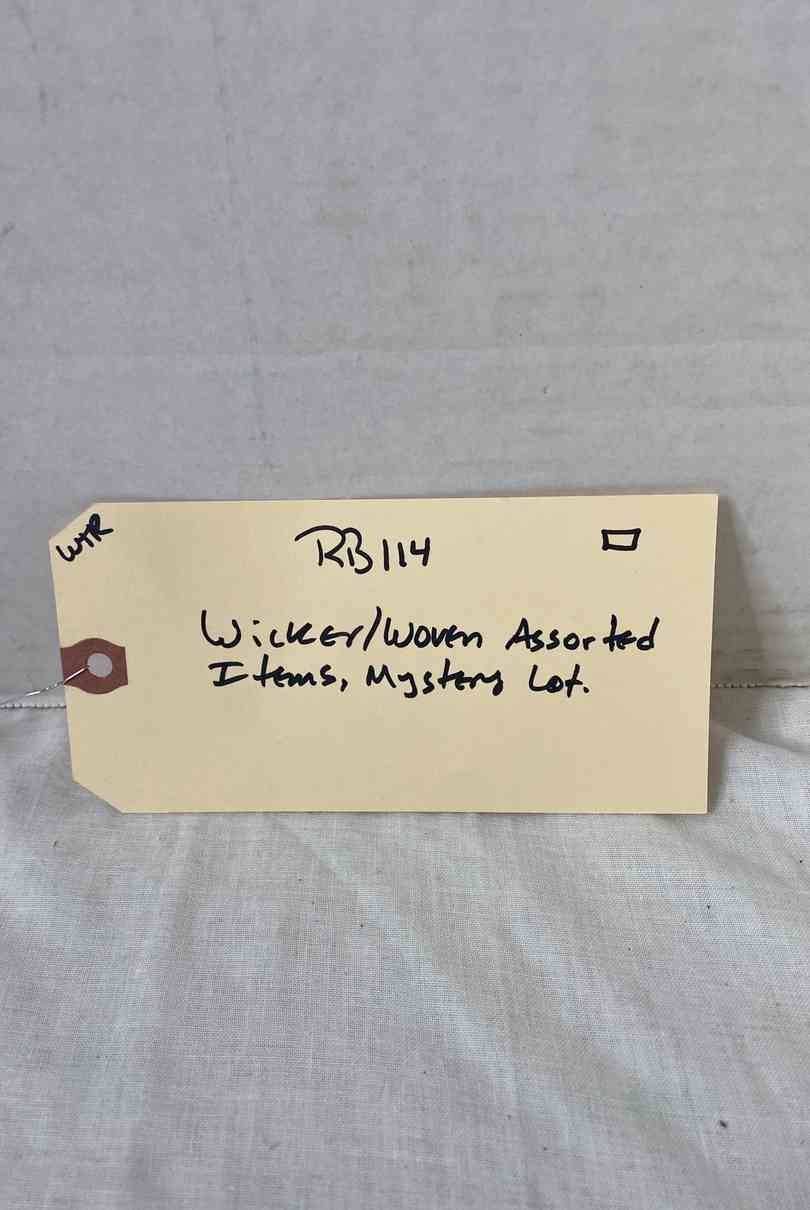 WTR
RB114
Wicker/Woven Assorted
Items, Mystery Lot.